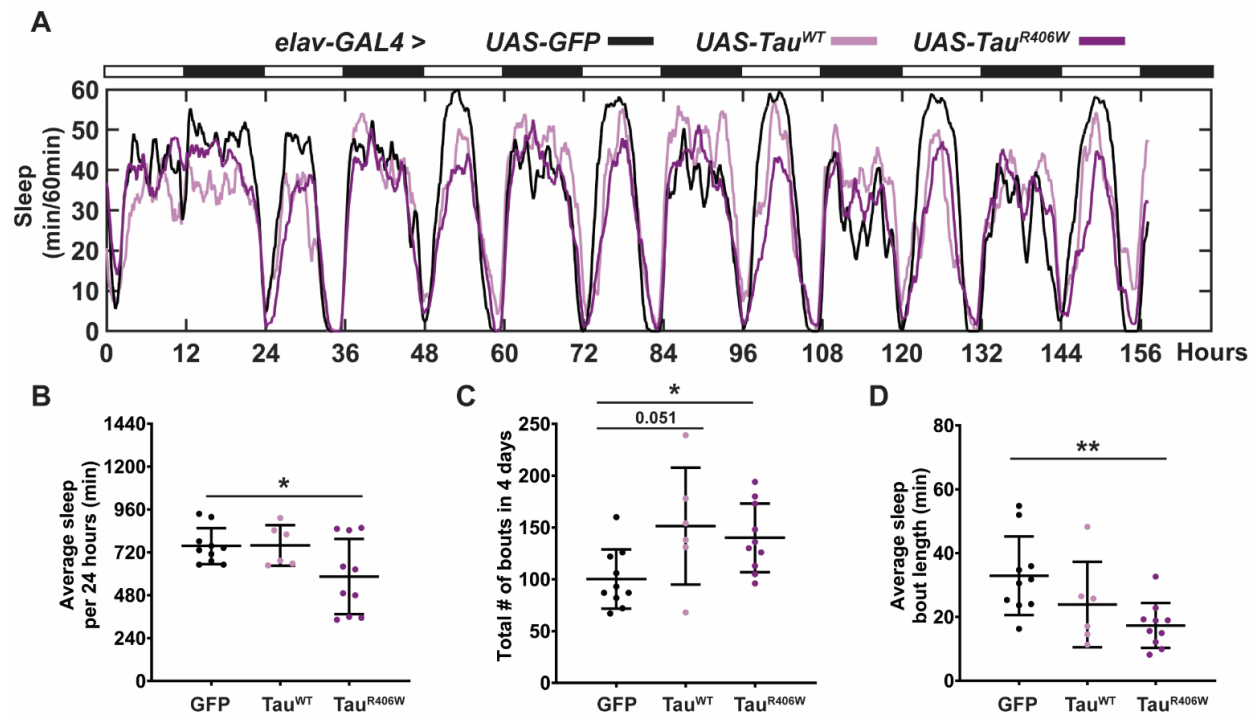 A
elav-GAL4 > UAS-GFP UAS-Tau^WT UAS-Tau^R406W
Sleep
(min/60min)
60
50
40
30
20
10
0
0 12 24 36 48 60 72 84 96 108 120 132 144 156 Hours
B
Average sleep
per 24 hours (min)
1440
1200
960
720
480
240
0
*
GFP Tau^WT Tau^R406W
C
Total # of bouts in 4 days
250
200
150
100
50
0
*
0.051
GFP Tau^WT Tau^R406W
D
Average sleep
bout length (min)
80
60
40
20
0
**
GFP Tau^WT Tau^R406W